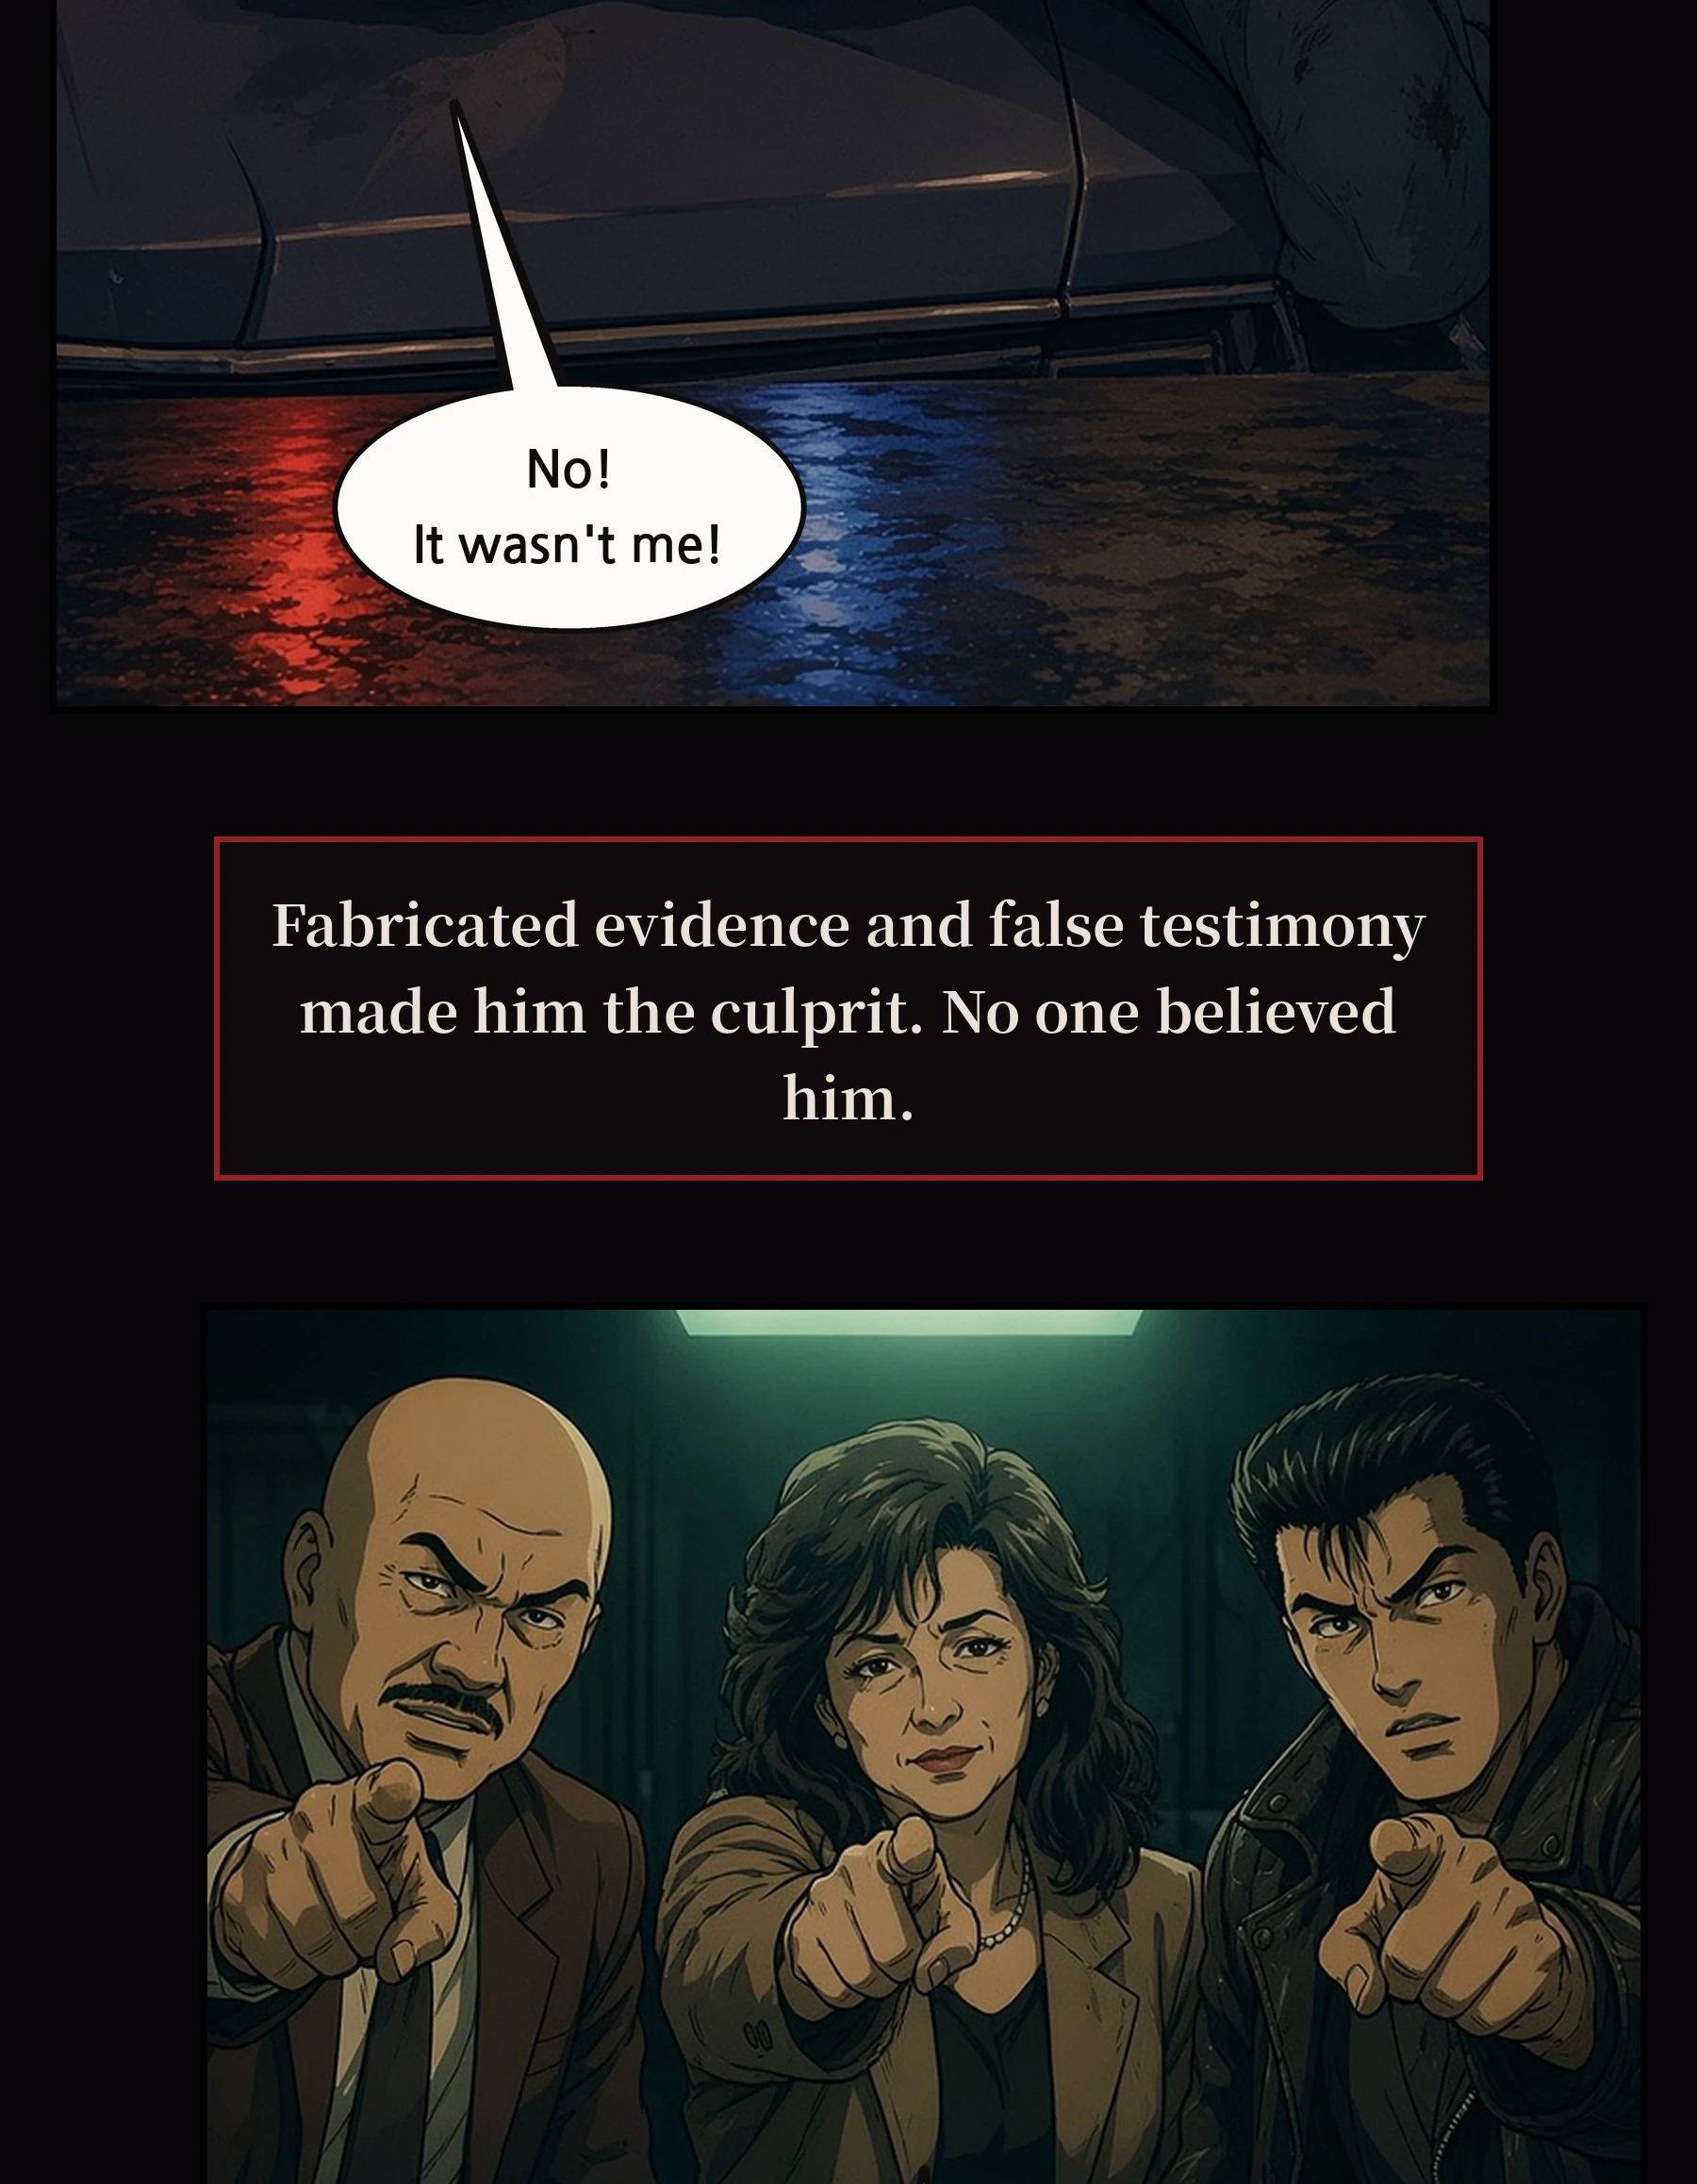 No!
It wasn't me!
Fabricated evidence and false testimony
made him the culprit. No one believed
him.